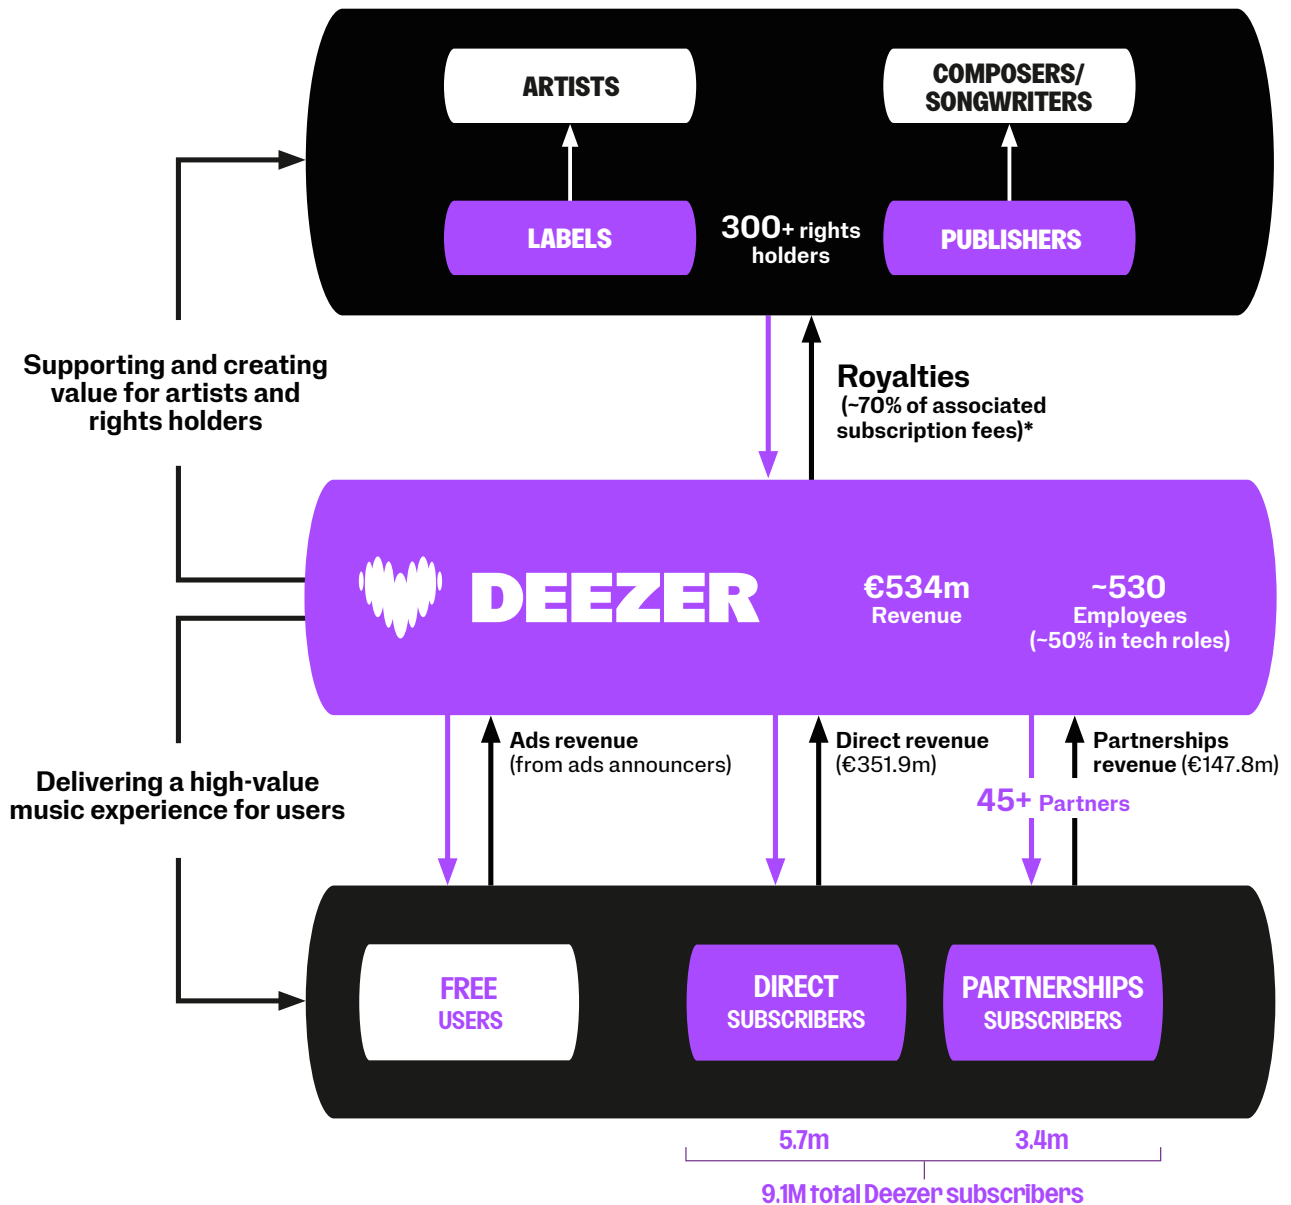 ARTISTS
COMPOSERS/
SONGWRITERS
LABELS
300+ rights
holders
PUBLISHERS
Supporting and creating
value for artists and
rights holders
Royalties
(~70% of associated
subscription fees)*
DEEZER
€534m
Revenue
~530
Employees
(~50% in tech roles)
Ads revenue
(from ads announcers)
Direct revenue
(€351.9m)
Partnerships
revenue (€147.8m)
45+ Partners
Delivering a high-value
music experience for users
FREE
USERS
DIRECT
SUBSCRIBERS
PARTNERSHIPS
SUBSCRIBERS
5.7m
3.4m
9.1M total Deezer subscribers